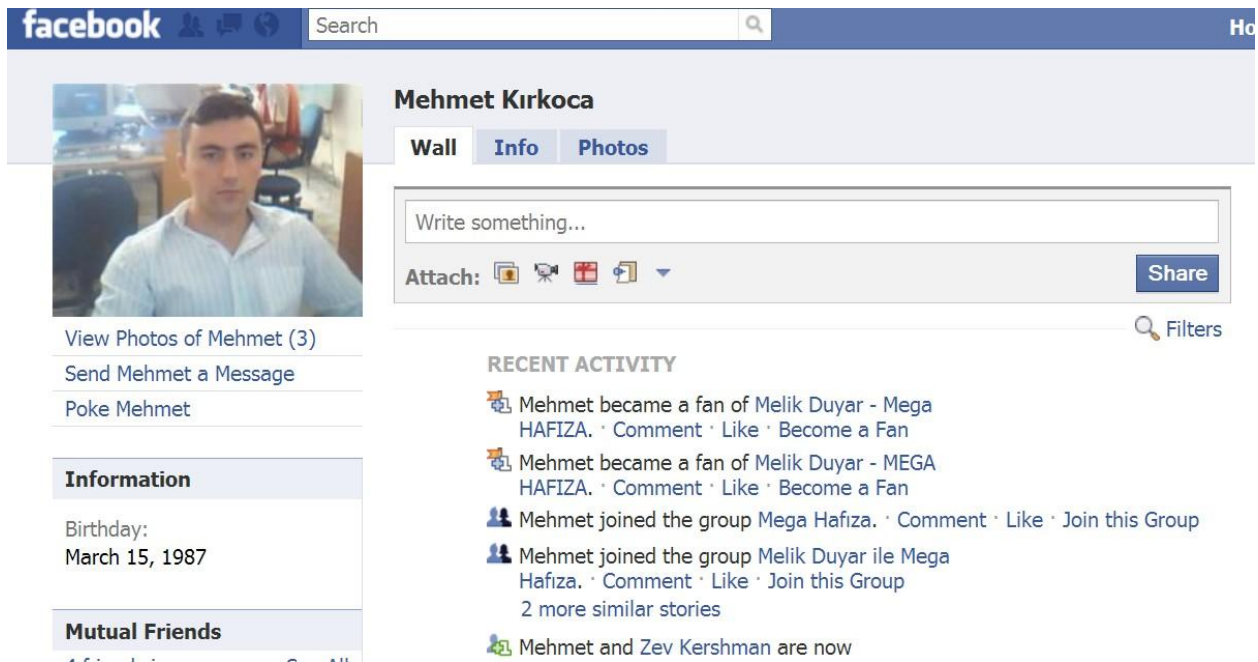 facebook
Search
Ho
Mehmet Kırkoca
Wall Info Photos
Write something...
Attach:
Share
Filters
View Photos of Mehmet (3)
Send Mehmet a Message
Poke Mehmet
Information
Birthday:
March 15, 1987
Mutual Friends
RECENT ACTIVITY
Mehmet became a fan of Melik Duyar - Mega
HAFIZA. · Comment · Like · Become a Fan
Mehmet became a fan of Melik Duyar - MEGA
HAFIZA. · Comment · Like · Become a Fan
Mehmet joined the group Mega Hafıza. · Comment · Like · Join this Group
Mehmet joined the group Melik Duyar ile Mega
Hafıza. · Comment · Like · Join this Group
2 more similar stories
Mehmet and Zev Kershman are now